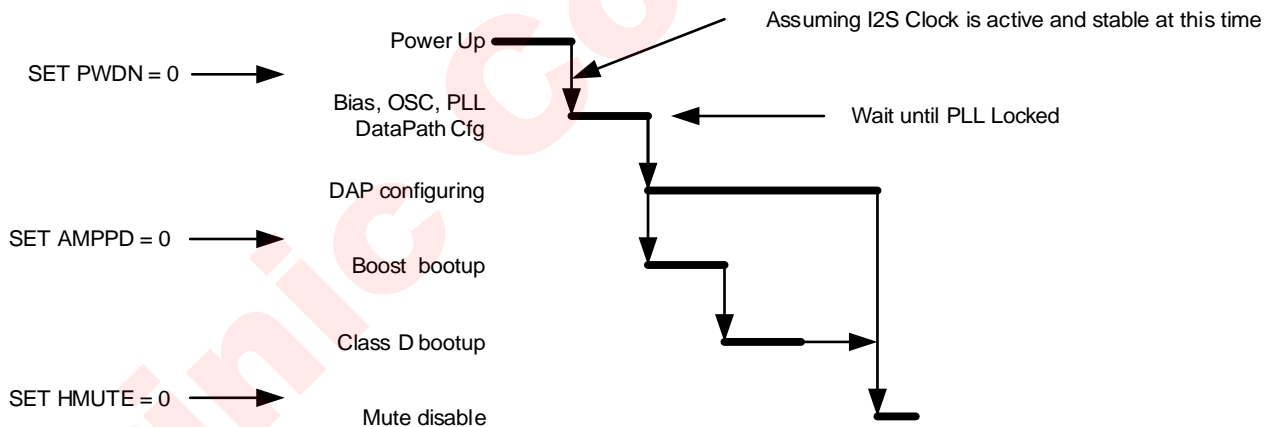 Assuming I2S Clock is active and stable at this time
Power Up
SET PWDN = 0
Bias, OSC, PLL
DataPath Cfg
Wait until PLL Locked
DAP configuring
SET AMPPD = 0
Boost bootup
Class D bootup
SET HMUTE = 0
Mute disable